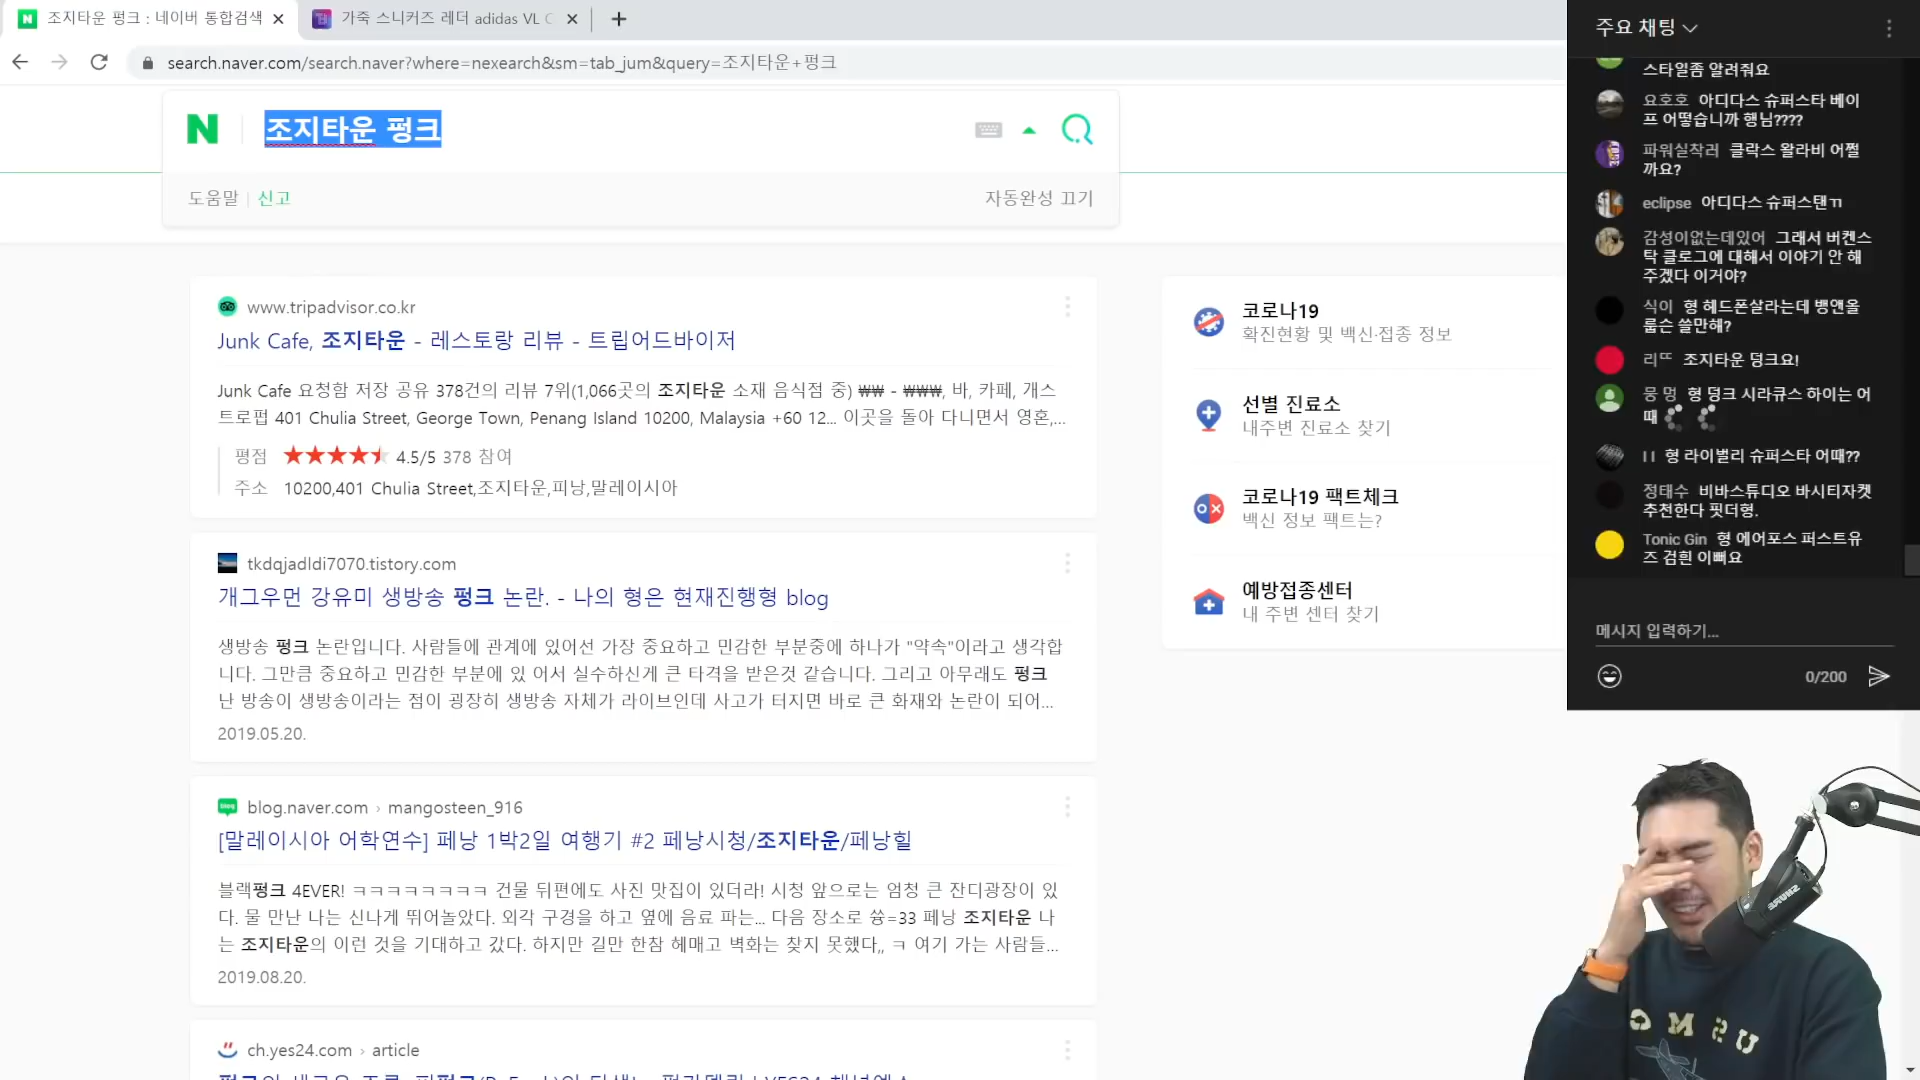 조지타운 펑크 : 네이버 통합검색
가죽 스니커즈 레더 adidas VL C
search.naver.com/search.naver?where=nexearch&sm=tab_jum&query=조지타운+펑크
N
조지타운 펑크
도움말 | 신고
자동완성 끄기
www.tripadvisor.co.kr
Junk Cafe, 조지타운 - 레스토랑 리뷰 - 트립어드바이저
Junk Cafe 요청함 저장 공유 378건의 리뷰 7위(1,066곳의 조지타운 소재 음식점 중) ₩₩ - ₩₩₩, 바, 카페, 개스
트로펍 401 Chulia Street, George Town, Penang Island 10200, Malaysia +60 12... 이곳을 돌아 다니면서 영혼,...
평점 4.5/5 378 참여
주소 10200,401 Chulia Street,조지타운,피낭,말레이시아
tkdqjadldi7070.tistory.com
개그우먼 강유미 생방송 펑크 논란. - 나의 형은 현재진행형 blog
생방송 펑크 논란입니다. 사람들에 관계에 있어선 가장 중요하고 민감한 부분중에 하나가 "약속"이라고 생각합
니다. 그만큼 중요하고 민감한 부분에 있 어서 실수하신게 큰 타격을 받은것 같습니다. 그리고 아무래도 펑크
난 방송이 생방송이라는 점이 굉장히 생방송 자체가 라이브인데 사고가 터지면 바로 큰 화재와 논란이 되어...
2019.05.20.
blog.naver.com › mangosteen_916
[말레이시아 어학연수] 페낭 1박2일 여행기 #2 페낭시청/조지타운/페낭힐
블랙펑크 4EVER! ㅋㅋㅋㅋㅋㅋㅋㅋ 건물 뒤편에도 사진 맛집이 있더라! 시청 앞으로는 엄청 큰 잔디광장이 있
다. 물 만난 나는 신나게 뛰어놀았다. 외각 구경을 하고 옆에 음료 파는... 다음 장소로 쓩=33 페낭 조지타운 나
는 조지타운의 이런 것을 기대하고 갔다. 하지만 길만 한참 헤매고 벽화는 찾지 못했다,, ㅋ 여기 가는 사람들...
2019.08.20.
ch.yes24.com › article
코로나19
확진현황 및 백신·접종 정보
선별 진료소
내주변 진료소 찾기
코로나19 팩트체크
백신 정보 팩트는?
예방접종센터
내 주변 센터 찾기
주요 채팅
스타일좀 알려줘요
요호호 아디다스 슈퍼스타 베이
프 어떻습니까 행님????
파워실착러 클락스 왈라비 어쩔
까요?
eclipse 아디다스 슈퍼스탠ㄲ
감성이없는데있어 그래서 버켄스
탁 클로그에 대해서 이야기 안 해
주겠다 이거야?
식이 형 헤드폰살라는데 뱅앤올
룹슨 쓸만해?
리ㄸ 조지타운 덩크요!
뭉 멍 형 덩크 시라큐스 하이는 어
때
I I 형 라이벌리 슈퍼스타 어때??
정태수 비바스튜디오 바시티자켓
추천한다 핏더형.
Tonic Gin 형 에어포스 퍼스트유
즈 검흰 이뻐요
메시지 입력하기...
0/200
SHURE